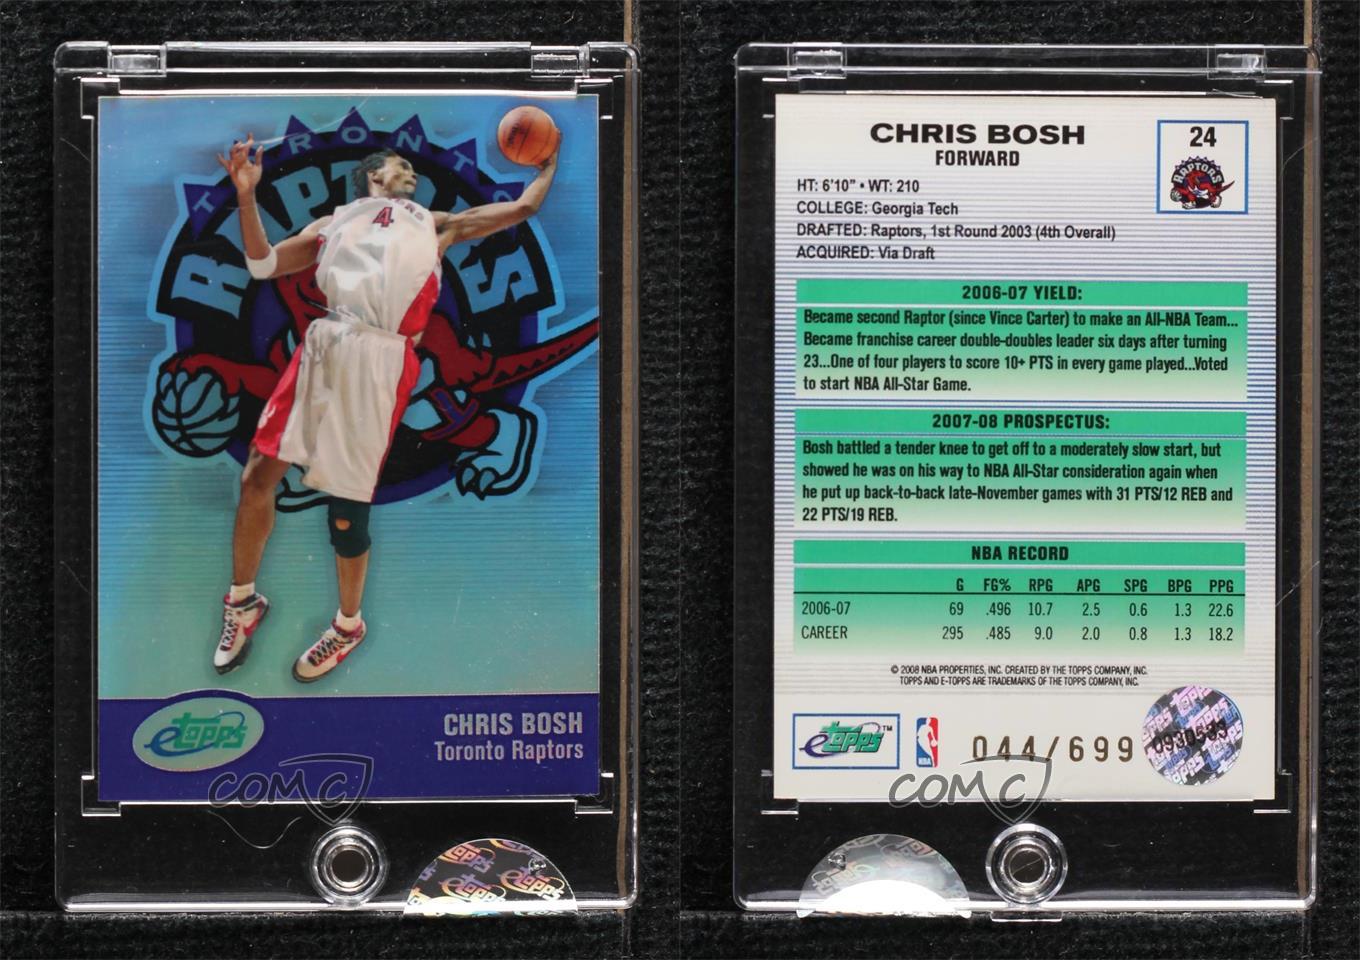 TORONTO
RAPTORS
4
etopps
CHRIS BOSH
Toronto Raptors
COMC
CHRIS BOSH
FORWARD
24
RAPTORS
HT: 6'10" • WT: 210
COLLEGE: Georgia Tech
DRAFTED: Raptors, 1st Round 2003 (4th Overall)
ACQUIRED: Via Draft
2006-07 YIELD:
Became second Raptor (since Vince Carter) to make an All-NBA Team...
Became franchise career double-doubles leader six days after turning
23...One of four players to score 10+ PTS in every game played...Voted
to start NBA All-Star Game.
2007-08 PROSPECTUS:
Bosh battled a tender knee to get off to a moderately slow start, but
showed he was on his way to NBA All-Star consideration again when
he put up back-to-back late-November games with 31 PTS/12 REB and
22 PTS/19 REB.
NBA RECORD
G FG% RPG APG SPG BPG PPG
2006-07 69 .496 10.7 2.5 0.6 1.3 22.6
CAREER 295 .485 9.0 2.0 0.8 1.3 18.2
© 2008 NBA PROPERTIES, INC. CREATED BY THE TOPPS COMPANY, INC.
TOPPS AND E-TOPPS ARE TRADEMARKS OF THE TOPPS COMPANY, INC.
etopps™
NBA
044/699
0930599
COMC